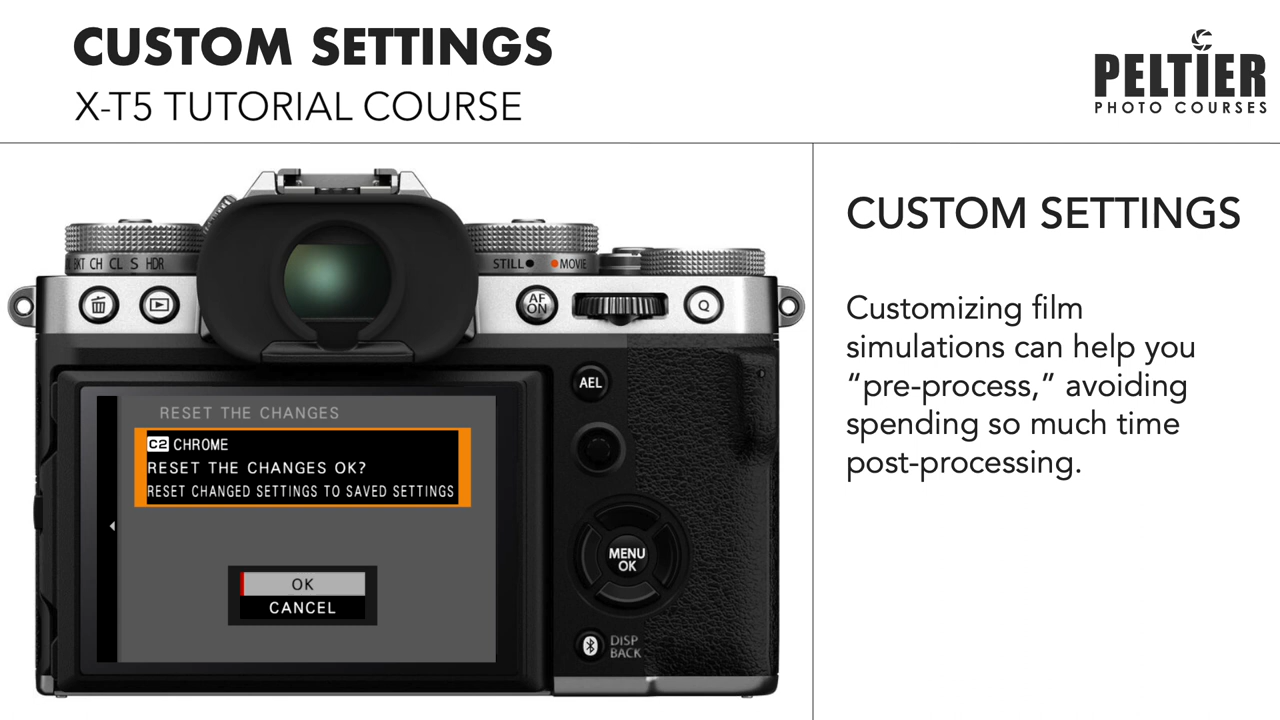 CUSTOM SETTINGS
X-T5 TUTORIAL COURSE
PELTIER
PHOTO COURSES
BKT CH CL S HDR
STILL MOVIE
AF
ON
Q
AEL
RESET THE CHANGES
C2 CHROME
RESET THE CHANGES OK?
RESET CHANGED SETTINGS TO SAVED SETTINGS
OK
CANCEL
MENU
OK
DISP
BACK
CUSTOM SETTINGS
Customizing film
simulations can help you
“pre-process,” avoiding
spending so much time
post-processing.